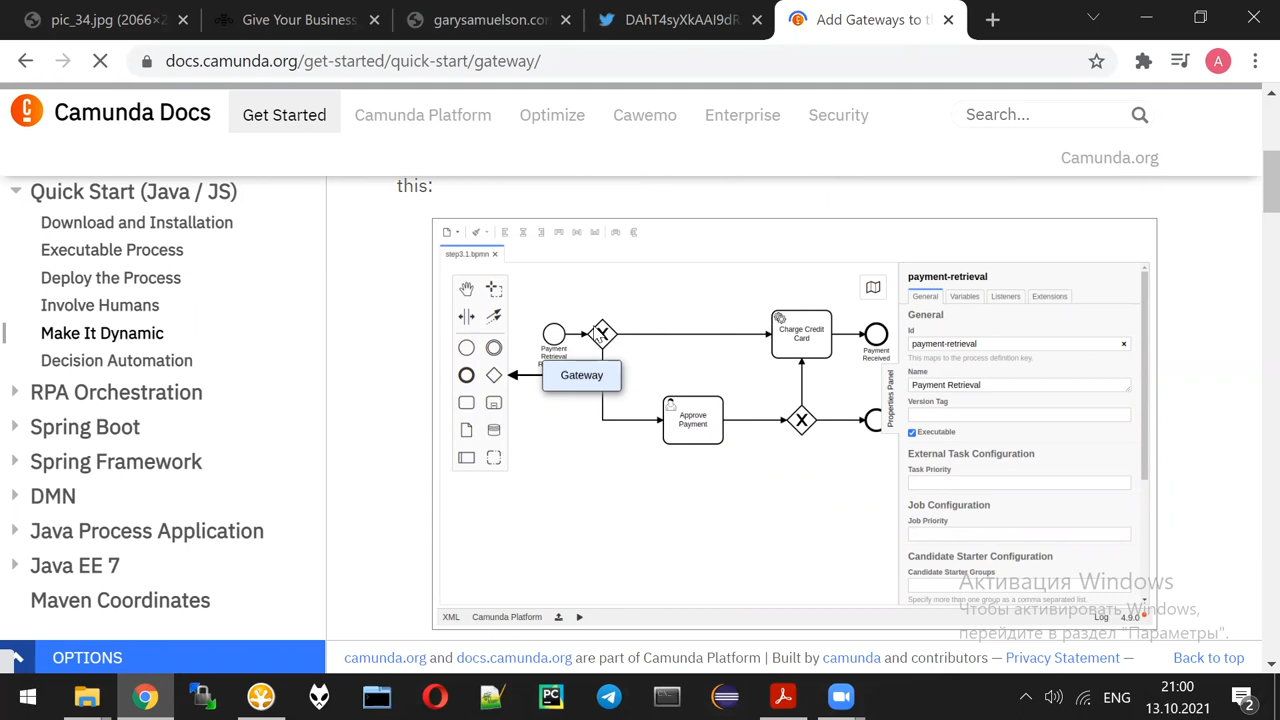 pic_34.jpg (2066×2
Give Your Business
garysamuelson.com
DAhT4syXkAAI9dR
Add Gateways to th
docs.camunda.org/get-started/quick-start/gateway/
A
Camunda Docs
Get Started
Camunda Platform
Optimize
Cawemo
Enterprise
Security
Search...
Camunda.org
Quick Start (Java / JS)
Download and Installation
Executable Process
Deploy the Process
Involve Humans
Make It Dynamic
Decision Automation
RPA Orchestration
Spring Boot
Spring Framework
DMN
Java Process Application
Java EE 7
Maven Coordinates
OPTIONS
this:
step3.1.bpmn
Payment
Retrieval
Gateway
Approve
Payment
Charge Credit
Card
Payment
Received
Properties Panel
payment-retrieval
General
Variables
Listeners
Extensions
General
Id
payment-retrieval
This maps to the process definition key.
Name
Payment Retrieval
Version Tag
Executable
External Task Configuration
Task Priority
Job Configuration
Job Priority
Candidate Starter Configuration
Candidate Starter Groups
Specify more than one group as a comma separated list.
XML
Camunda Platform
Log
4.9.0
Активация Windows
Чтобы активировать Windows,
перейдите в раздел "Параметры".
camunda.org and docs.camunda.org are part of Camunda Platform | Built by camunda and contributors — Privacy Statement —
Back to top
ENG
21:00
13.10.2021
2